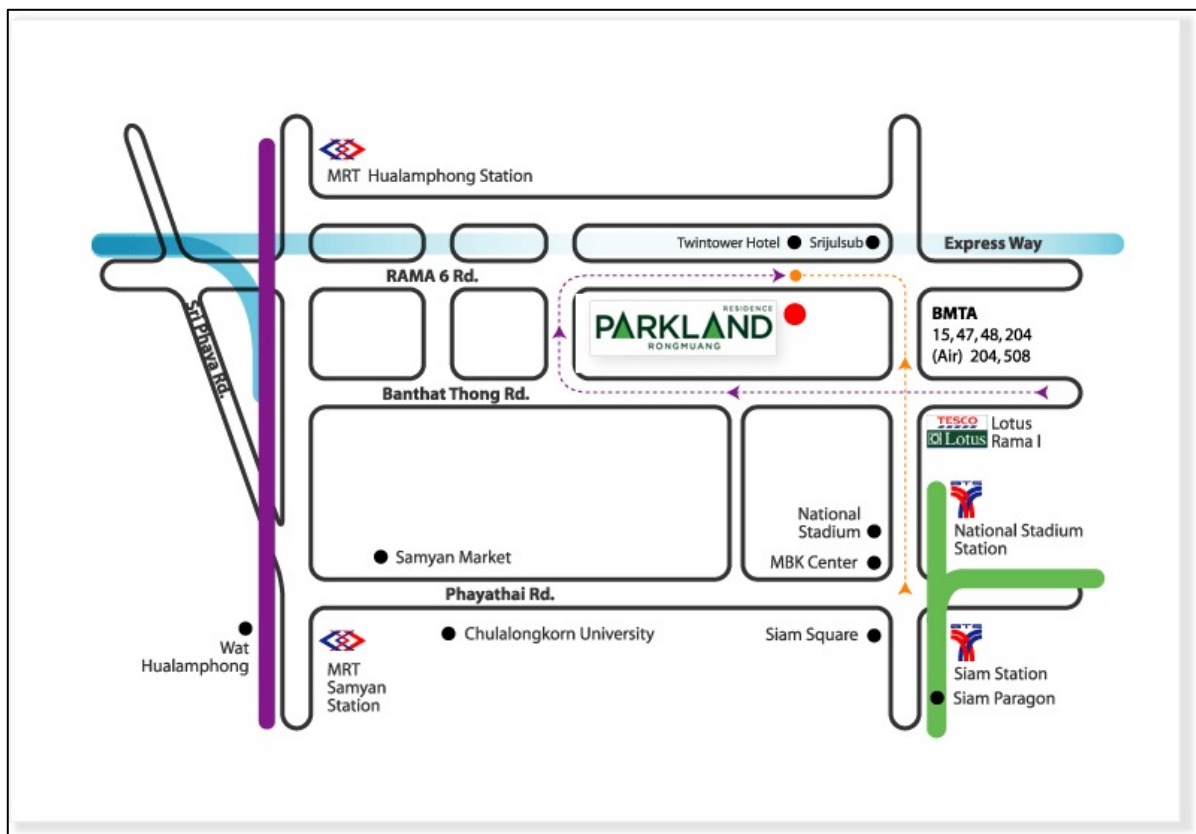 MRT Hualamphong Station
Twintower Hotel
Srijulsub
Express Way
RAMA 6 Rd.
Sri Phaya Rd.
RESIDENCE
PARKLAND
RONGMUANG
BMTA
15, 47, 48, 204
(Air) 204, 508
Banthat Thong Rd.
TESCO
Lotus
Lotus
Rama I
BTS
National
Stadium
National Stadium
Station
Samyan Market
MBK Center
Phayathai Rd.
Wat
Hualamphong
Chulalongkorn University
Siam Square
BTS
MRT
Samyan
Station
Siam Station
Siam Paragon